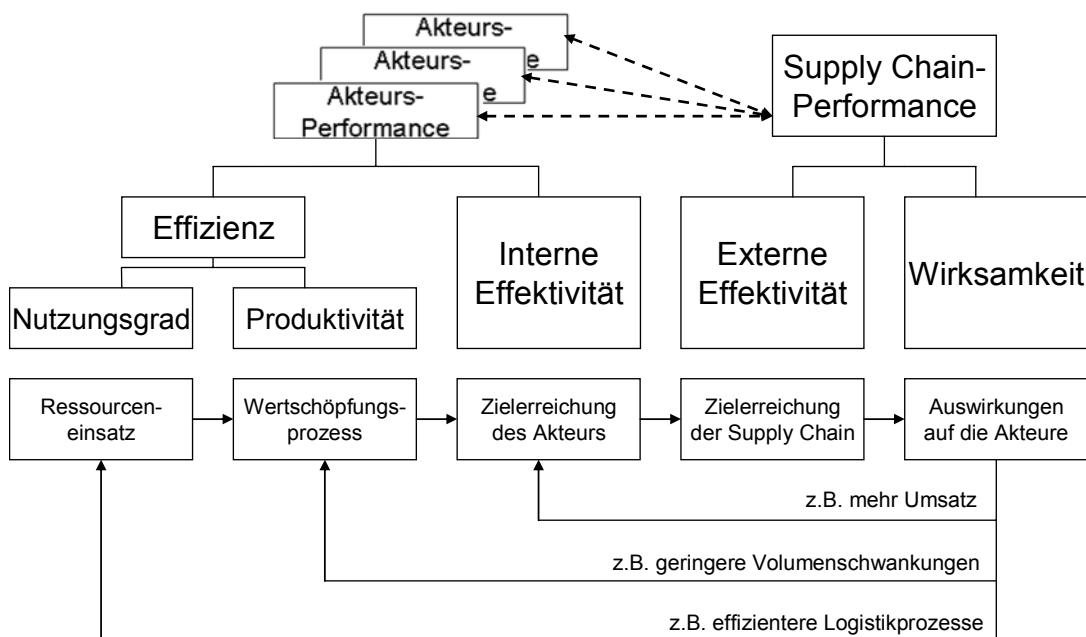 Akteurs-
e
Akteurs-
e
Akteurs-
Performance
Supply Chain-
Performance
Effizienz
Nutzungsgrad
Produktivität
Interne
Effektivität
Externe
Effektivität
Wirksamkeit
Ressourcen-
einsatz
Wertschöpfungs-
prozess
Zielerreichung
des Akteurs
Zielerreichung
der Supply Chain
Auswirkungen
auf die Akteure
z.B. mehr Umsatz
z.B. geringere Volumenschwankungen
z.B. effizientere Logistikprozesse